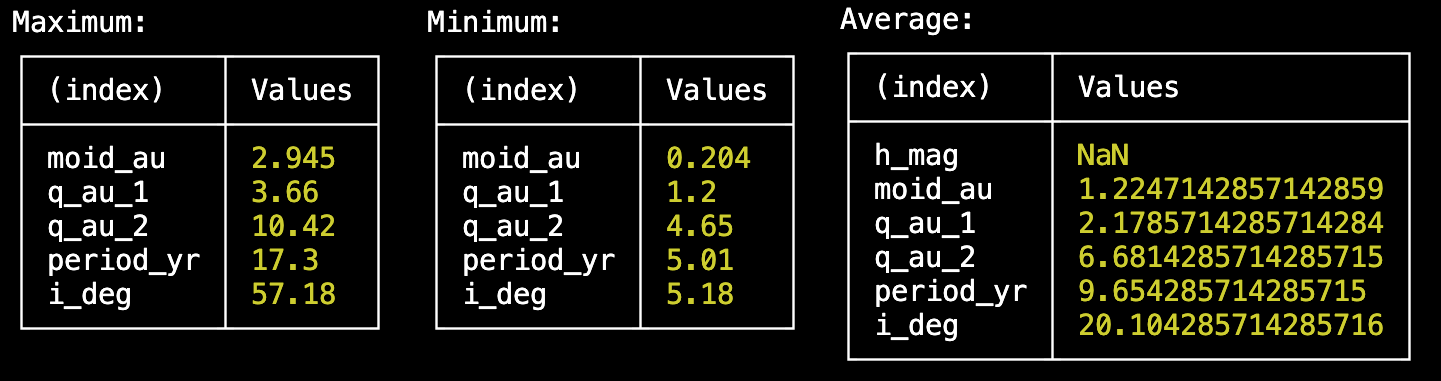 Maximum:
(index) Values
moid_au 2.945
q_au_1 3.66
q_au_2 10.42
period_yr 17.3
i_deg 57.18
Minimum:
(index) Values
moid_au 0.204
q_au_1 1.2
q_au_2 4.65
period_yr 5.01
i_deg 5.18
Average:
(index) Values
h_mag NaN
moid_au 1.2247142857142859
q_au_1 2.1785714285714284
q_au_2 6.6814285714285715
period_yr 9.654285714285715
i_deg 20.104285714285716